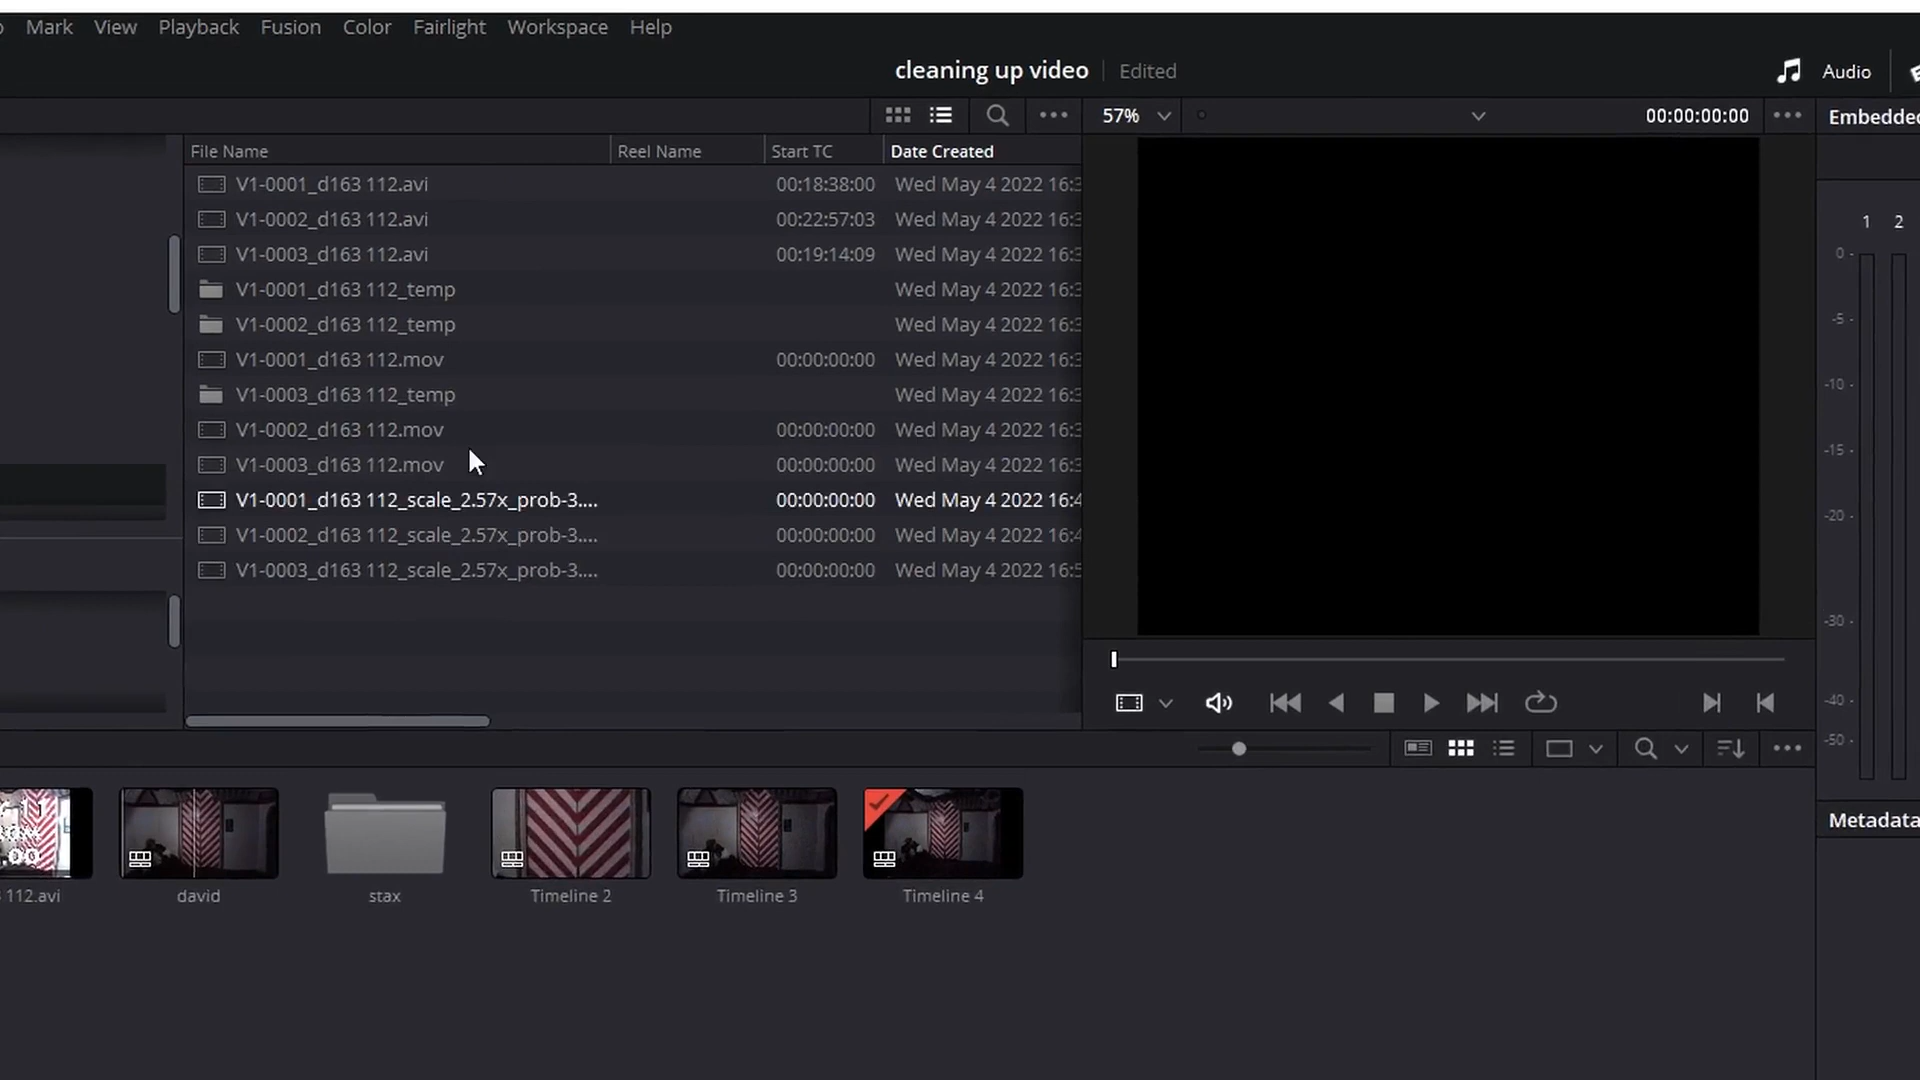 Mark View Playback Fusion Color Fairlight Workspace Help
cleaning up video Edited
Audio
57%
00:00:00:00
Embedded
File Name Reel Name Start TC Date Created
V1-0001_d163 112.avi 00:18:38:00 Wed May 4 2022 16:3
V1-0002_d163 112.avi 00:22:57:03 Wed May 4 2022 16:3
V1-0003_d163 112.avi 00:19:14:09 Wed May 4 2022 16:3
V1-0001_d163 112_temp Wed May 4 2022 16:3
V1-0002_d163 112_temp Wed May 4 2022 16:3
V1-0001_d163 112.mov 00:00:00:00 Wed May 4 2022 16:3
V1-0003_d163 112_temp Wed May 4 2022 16:3
V1-0002_d163 112.mov 00:00:00:00 Wed May 4 2022 16:3
V1-0003_d163 112.mov 00:00:00:00 Wed May 4 2022 16:3
V1-0001_d163 112_scale_2.57x_prob-3.... 00:00:00:00 Wed May 4 2022 16:4
V1-0002_d163 112_scale_2.57x_prob-3.... 00:00:00:00 Wed May 4 2022 16:4
V1-0003_d163 112_scale_2.57x_prob-3.... 00:00:00:00 Wed May 4 2022 16:5
1 2
0
-5
-10
-15
-20
-30
-40
-50
Metadata
112.avi
david
stax
Timeline 2
Timeline 3
Timeline 4